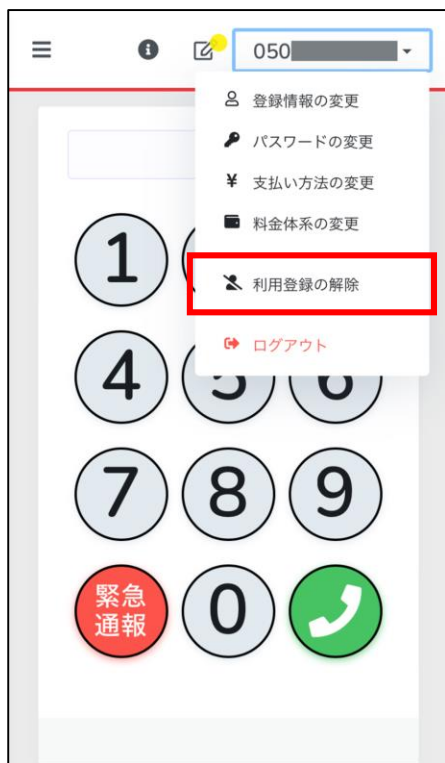 050
登録情報の変更
パスワードの変更
¥ 支払い方法の変更
料金体系の変更
利用登録の解除
ログアウト
1
4
7 8 9
緊急
通報
0